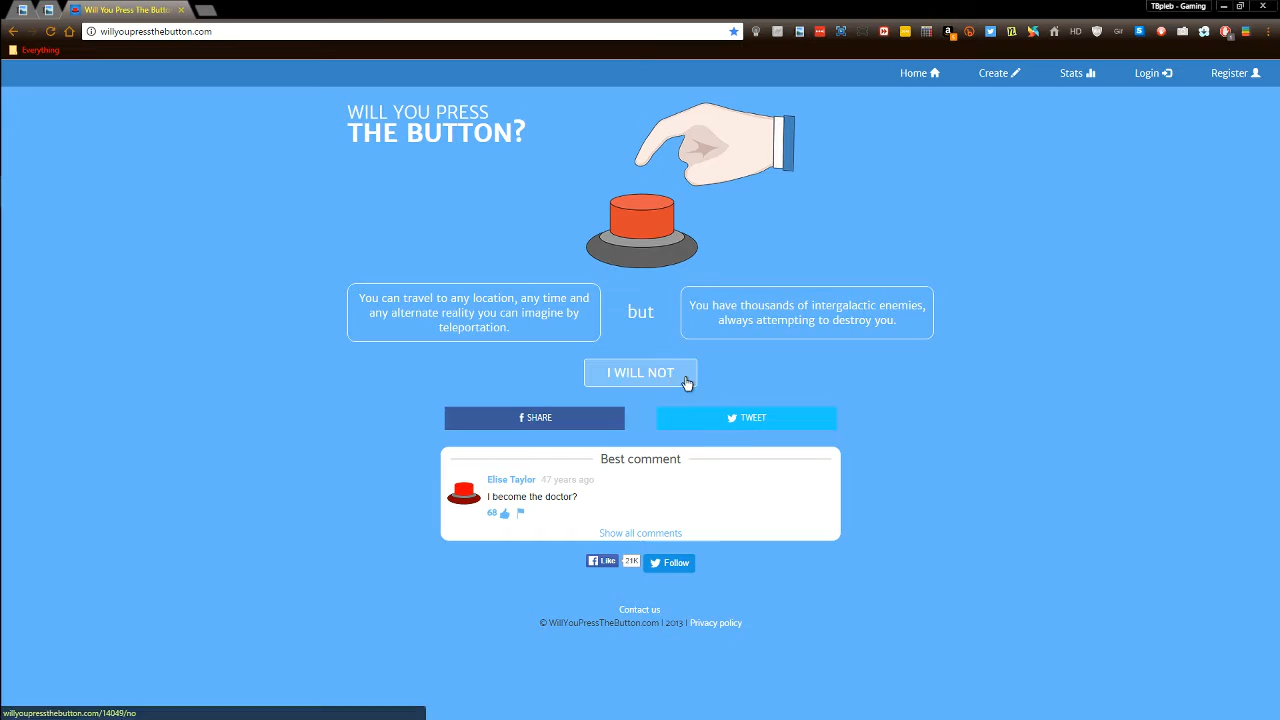 Will You Press The Butt
TBpleb - Gaming
willyoupressthebutton.com
HD
Gif
Everything
Home
Create
Stats
Login
Register
WILL YOU PRESS
THE BUTTON?
You can travel to any location, any time and
any alternate reality you can imagine by
teleportation.
but
You have thousands of intergalactic enemies,
always attempting to destroy you.
I WILL NOT
SHARE
TWEET
Best comment
Elise Taylor 47 years ago
I become the doctor?
68
Show all comments
Like 21K Follow
Contact us
© WillYouPressTheButton.com | 2013 | Privacy policy
willyoupressthebutton.com/14049/no